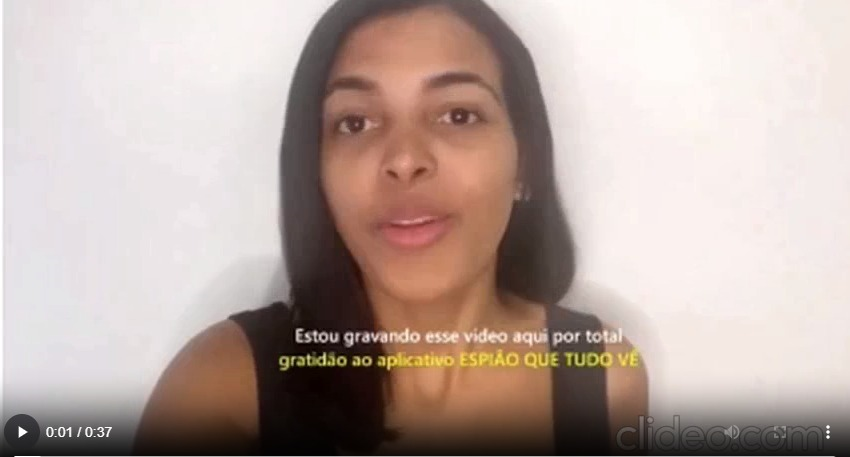 Estou gravando esse video aqui por total
gratidão ao aplicativo ESPIÃO QUE TUDO VÊ
0:01 / 0:37
clideo.com